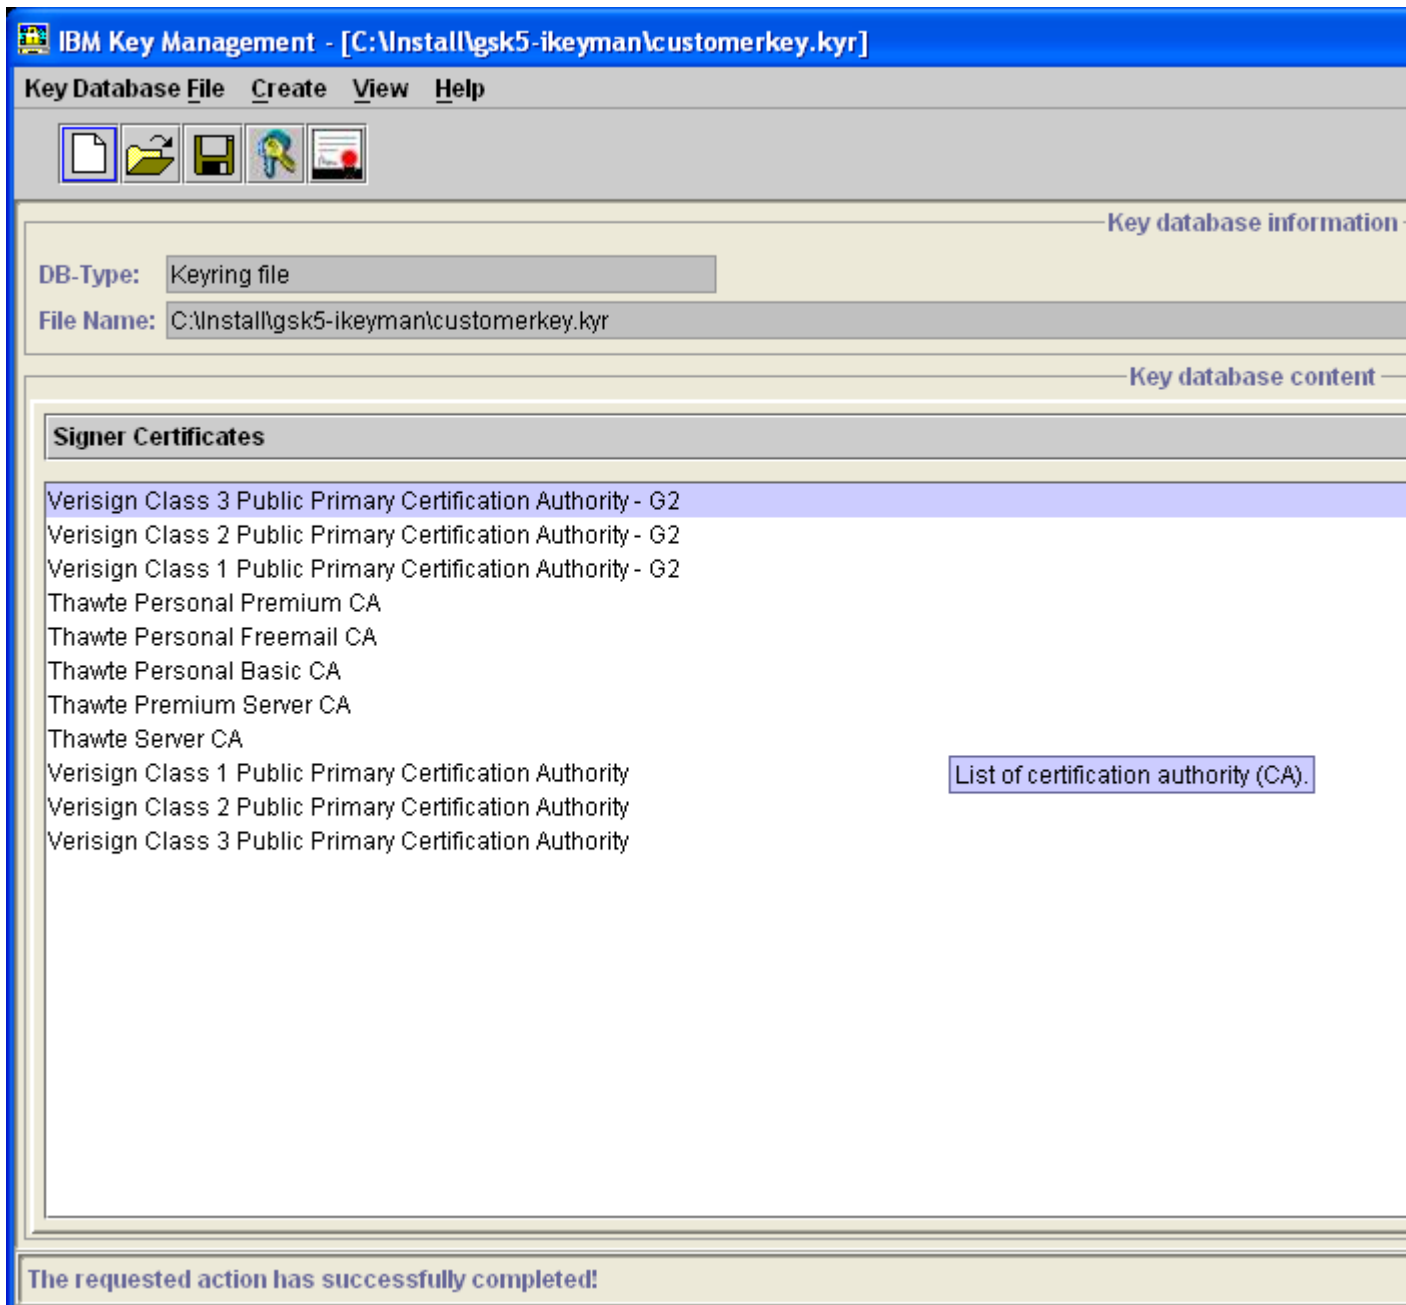 IBM Key Management - [C:\Install\gsk5-ikeyman\customerkey.kyr]
Key Database File Create View Help
Key database information
DB-Type: Keyring file
File Name: C:\Install\gsk5-ikeyman\customerkey.kyr
Key database content
Signer Certificates
Verisign Class 3 Public Primary Certification Authority - G2
Verisign Class 2 Public Primary Certification Authority - G2
Verisign Class 1 Public Primary Certification Authority - G2
Thawte Personal Premium CA
Thawte Personal Freemail CA
Thawte Personal Basic CA
Thawte Premium Server CA
Thawte Server CA
Verisign Class 1 Public Primary Certification Authority
List of certification authority (CA).
Verisign Class 2 Public Primary Certification Authority
Verisign Class 3 Public Primary Certification Authority
The requested action has successfully completed!